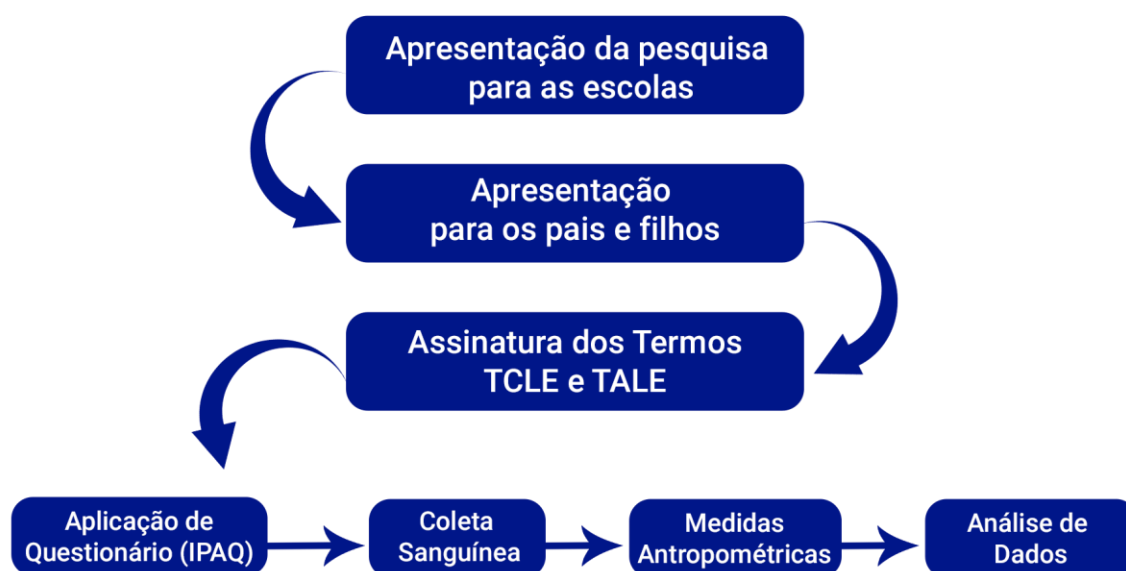 Apresentação da pesquisa
para as escolas
Apresentação
para os pais e filhos
Assinatura dos Termos
TCLE e TALE
Aplicação de
Questionário (IPAQ)
Coleta
Sanguínea
Medidas
Antropométricas
Análise de
Dados